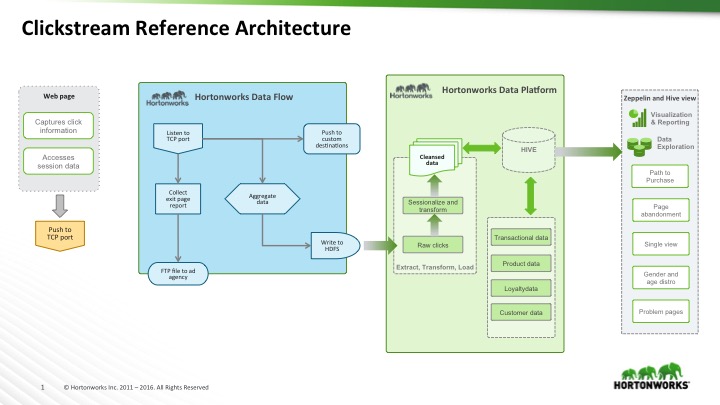 Clickstream Reference Architecture
Web page
Captures click
information
Accesses
session data
Push to
TCP port
Hortonworks
Hortonworks Data Flow
Listen to
TCP port
Push to
custom
destinations
Collect
exit page
report
Aggregate
data
Write to
HDFS
FTP file to ad
agency
Hortonworks
Hortonworks Data Platform
Cleansed
data
HIVE
Sessionalize and
transform
Raw clicks
Extract, Transform, Load
Transactional data
Product data
Loyaltydata
Customer data
Zeppelin and Hive view
Visualization
& Reporting
Data
Exploration
Path to
Purchase
Page
abandonment
Single view
Gender and
age distro
Problem pages
1
© Hortonworks Inc. 2011 – 2016. All Rights Reserved
HORTONWORKS